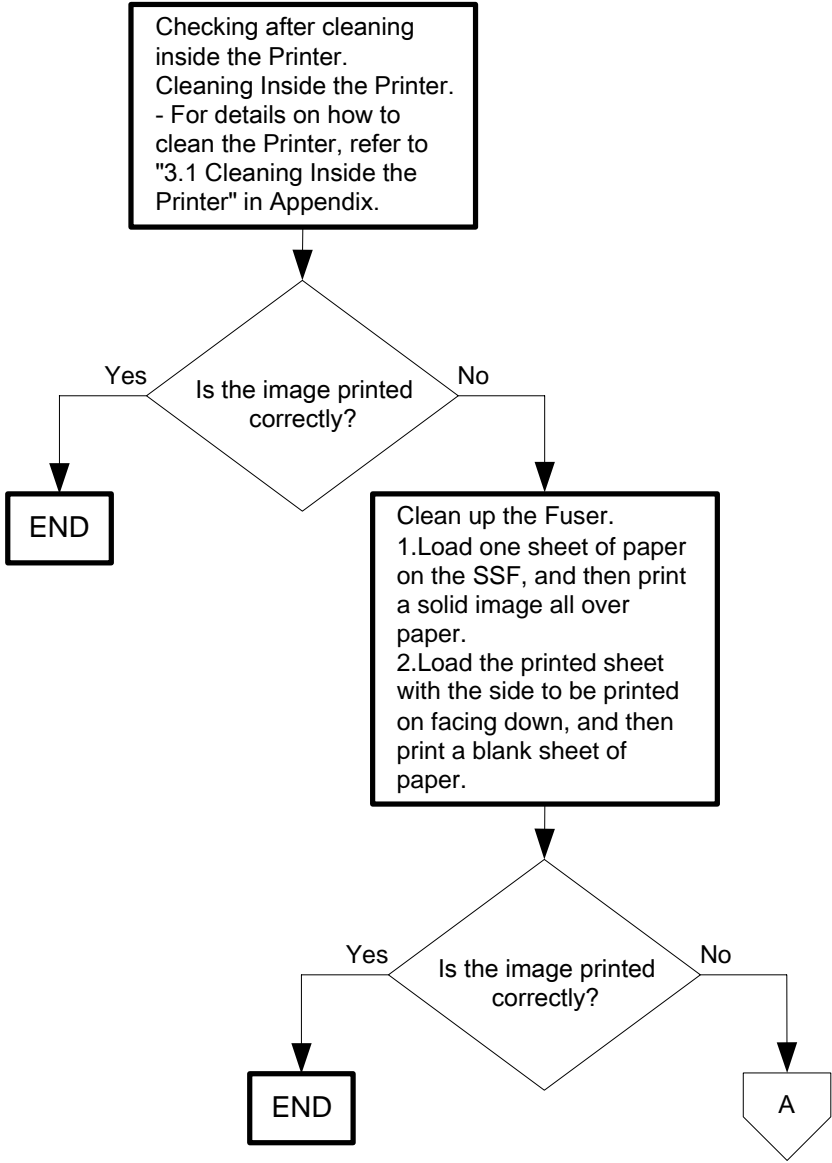 Checking after cleaning
inside the Printer.
Cleaning Inside the Printer.
- For details on how to
clean the Printer, refer to
"3.1 Cleaning Inside the
Printer" in Appendix.
Yes
No
Is the image printed
correctly?
END
Clean up the Fuser.
1.Load one sheet of paper
on the SSF, and then print
a solid image all over
paper.
2.Load the printed sheet
with the side to be printed
on facing down, and then
print a blank sheet of
paper.
Yes
No
Is the image printed
correctly?
END
A